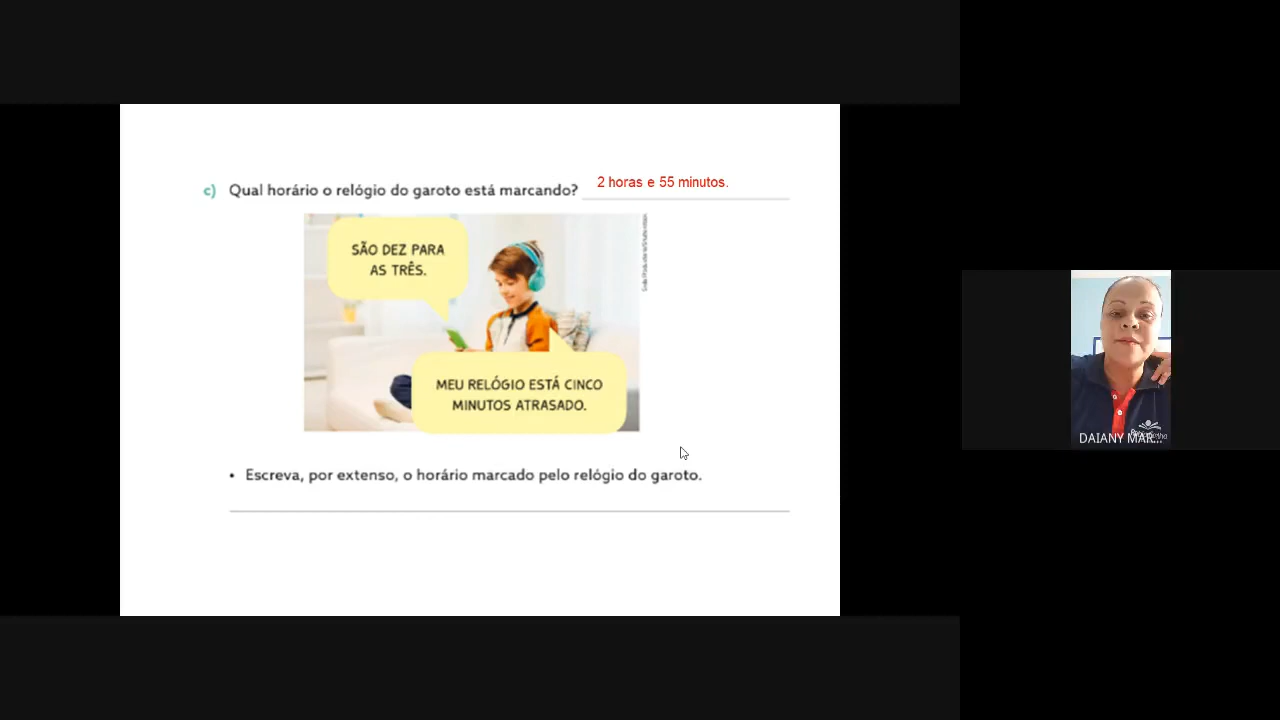 c) Qual horário o relógio do garoto está marcando? 2 horas e 55 minutos.
SÃO DEZ PARA
AS TRÊS.
MEU RELÓGIO ESTÁ CINCO
MINUTOS ATRASADO.
• Escreva, por extenso, o horário marcado pelo relógio do garoto.
DAIANY MAR...